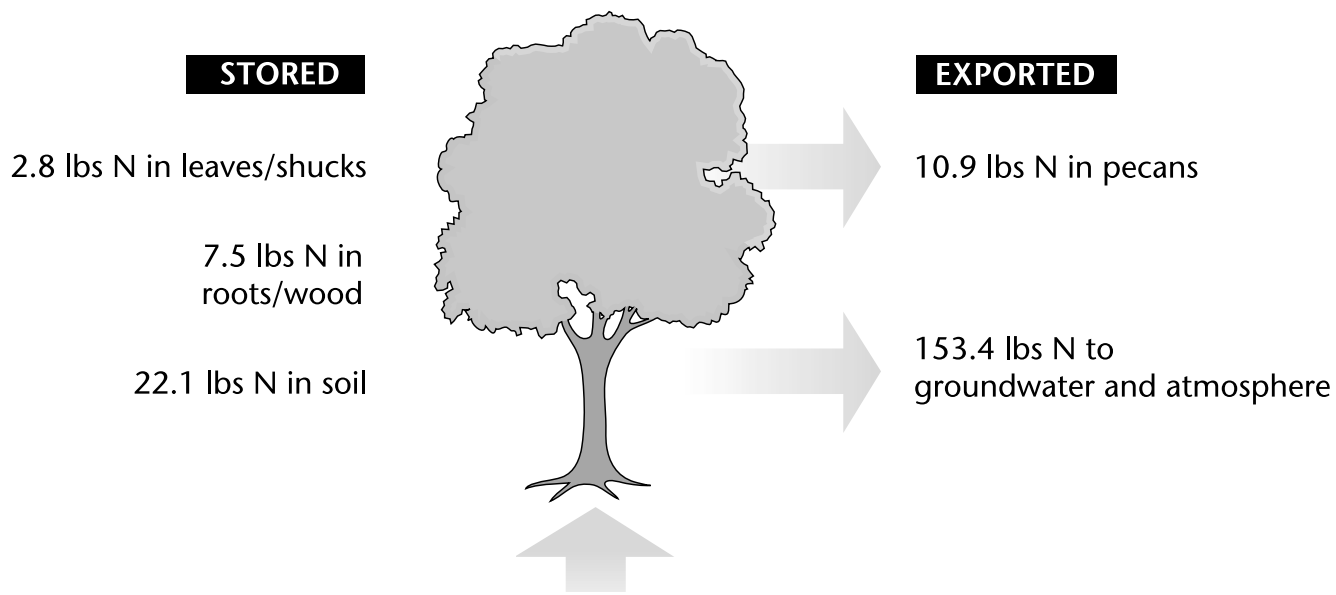 STORED
2.8 lbs N in leaves/shucks
7.5 lbs N in
roots/wood
22.1 lbs N in soil
EXPORTED
10.9 lbs N in pecans
153.4 lbs N to
groundwater and atmosphere